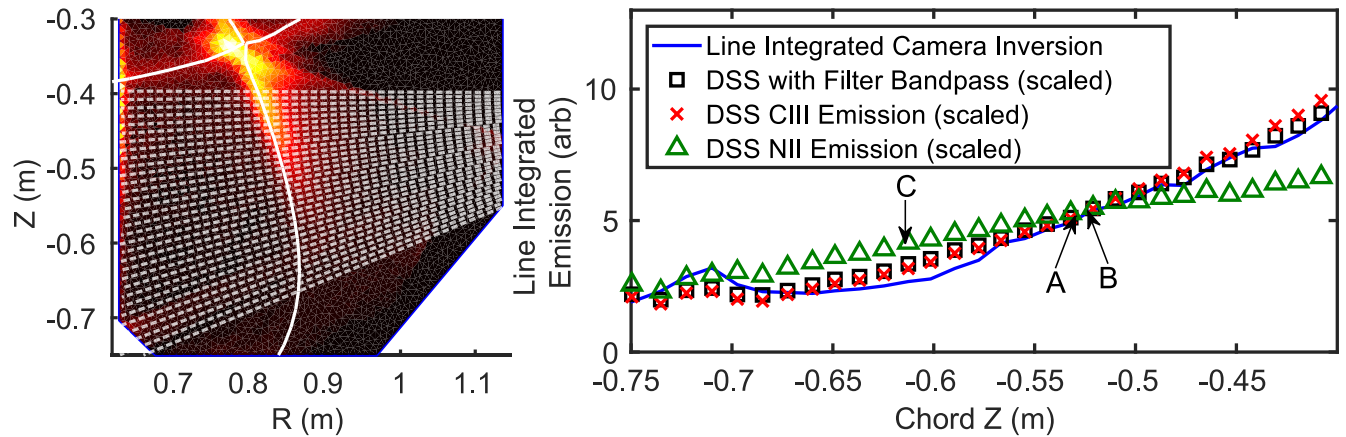 -0.3
-0.4
-0.5
-0.6
-0.7
Z (m)
0.7 0.8 0.9 1 1.1
R (m)
Line Integrated
Emission (arb)
10
5
0
Line Integrated Camera Inversion
DSS with Filter Bandpass (scaled)
DSS CIII Emission (scaled)
DSS NII Emission (scaled)
C
A B
-0.75 -0.7 -0.65 -0.6 -0.55 -0.5 -0.45
Chord Z (m)